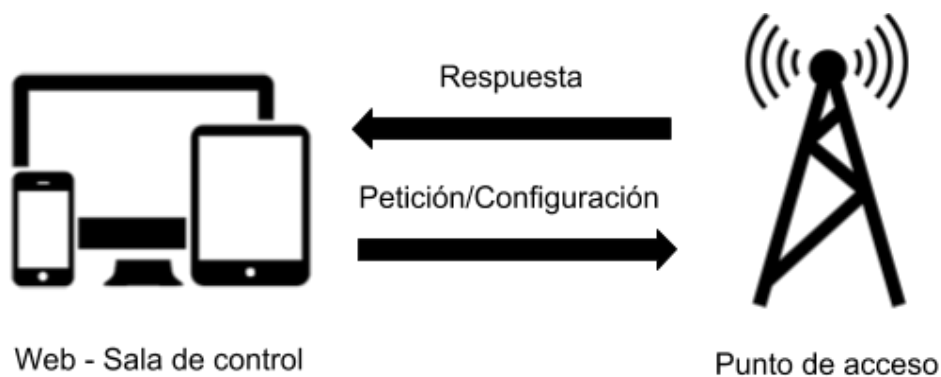 Respuesta
Petición/Configuración
Web - Sala de control
Punto de acceso